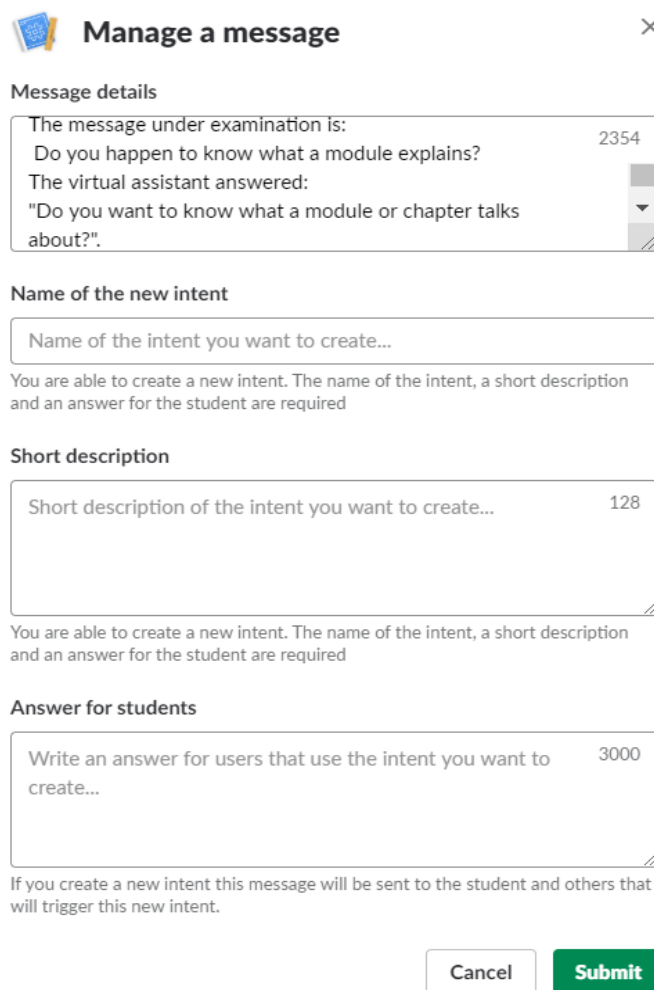 Manage a message
Message details
The message under examination is:
2354
Do you happen to know what a module explains?
The virtual assistant answered:
"Do you want to know what a module or chapter talks
about?".
Name of the new intent
Name of the intent you want to create...
You are able to create a new intent. The name of the intent, a short description
and an answer for the student are required
Short description
Short description of the intent you want to create...
128
You are able to create a new intent. The name of the intent, a short description
and an answer for the student are required
Answer for students
Write an answer for users that use the intent you want to
3000
create...
If you create a new intent this message will be sent to the student and others that
will trigger this new intent.
Cancel
Submit